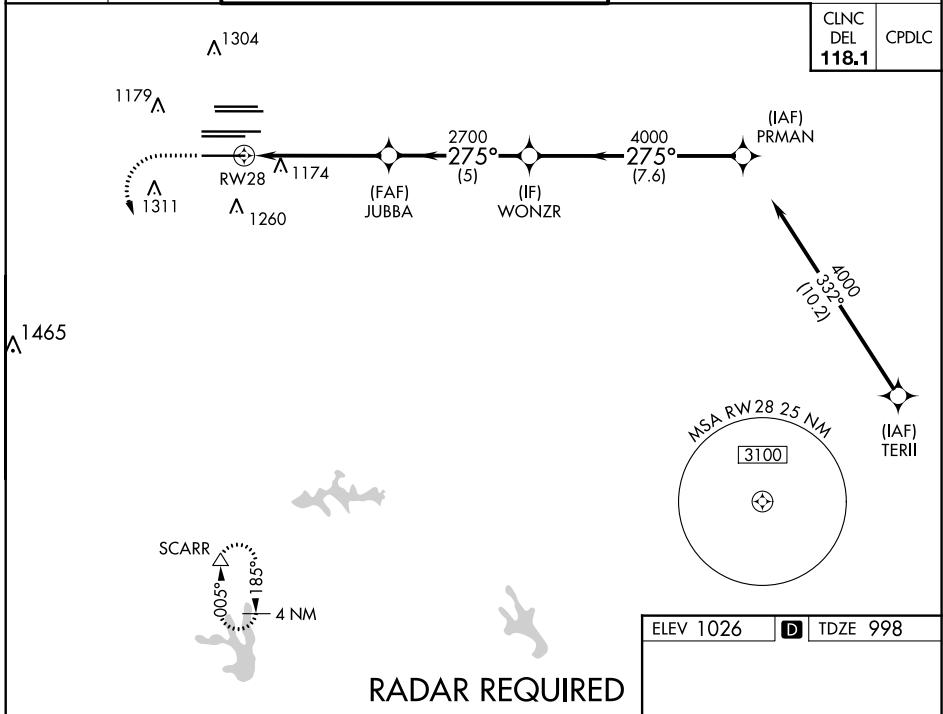 CLNC
DEL
118.1
CPDLC
1304
1179
(IAF)
PRMAN
2700
275°
(5)
4000
275°
(7.6)
RW28
1174
(FAF)
JUBBA
(IF)
WONZR
1311
1260
4000
332°
(10.2)
1465
(IAF)
TERII
MSA RW28 25 NM
3100
SCARR
005°
185°
4 NM
ELEV 1026
D
TDZE 998
RADAR REQUIRED